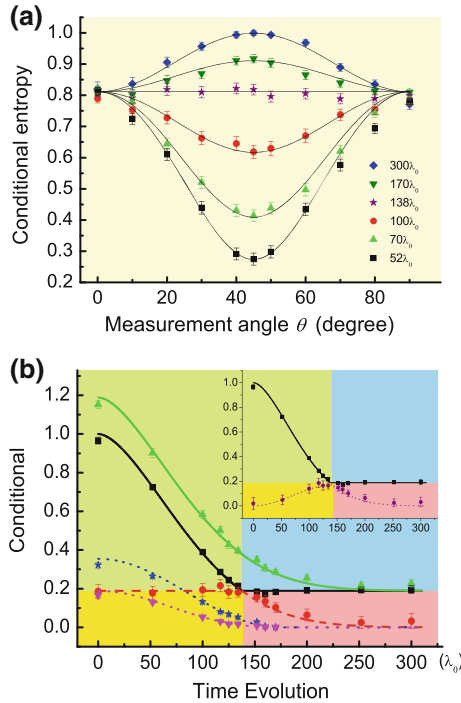 (a)
1.0
0.9
0.8
0.7
0.6
0.5
0.4
0.3
0.2
Conditional entropy
300λ₀
170λ₀
138λ₀
100λ₀
70λ₀
52λ₀
0 20 40 60 80
Measurement angle θ (degree)
(b)
1.2
1.0
0.8
0.6
0.4
0.2
0.0
Conditional
1.0
0.8
0.6
0.4
0.2
0.0
0 50 100 150 200 250 300
0 50 100 150 200 250 300 (λ₀)
Time Evolution